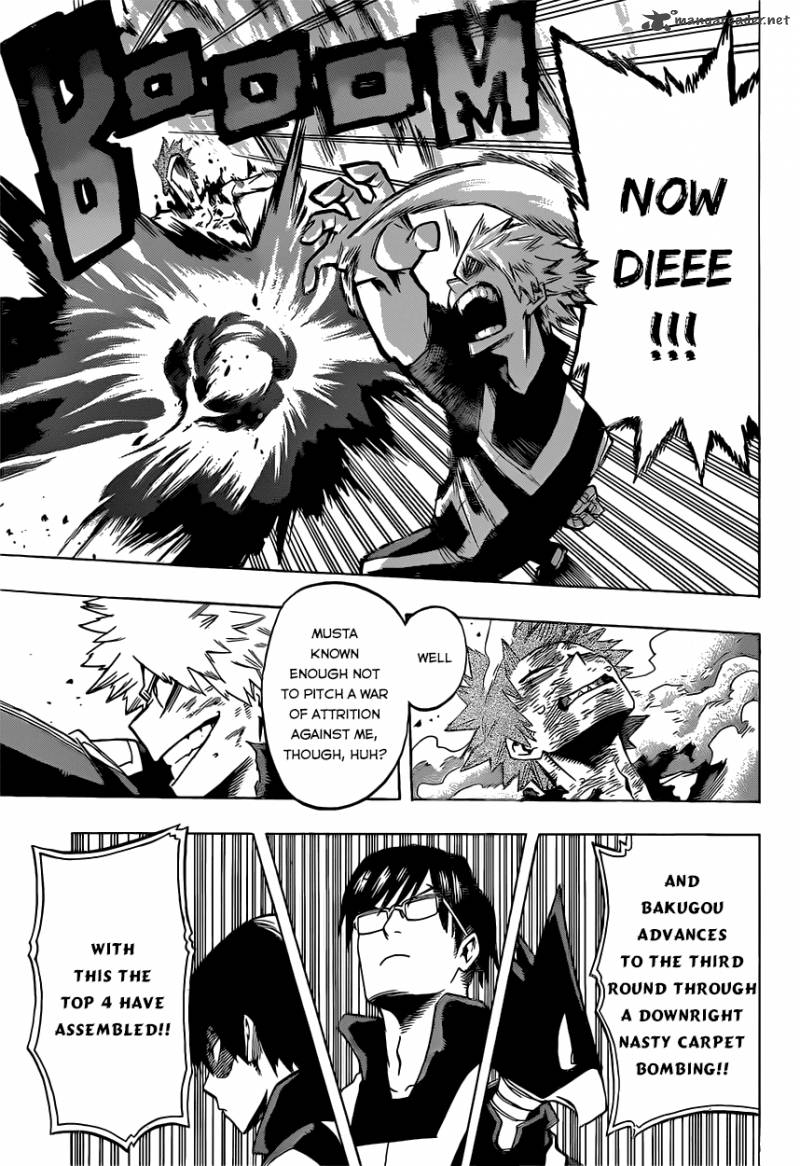 mangareader.net
BOOOOM
NOW
DIEEE
!!!
WELL
MUSTA
KNOWN
ENOUGH NOT
TO PITCH A WAR
OF ATTRITION
AGAINST ME,
THOUGH, HUH?
AND
BAKUGOU
ADVANCES
TO THE THIRD
ROUND THROUGH
A DOWNRIGHT
NASTY CARPET
BOMBING!!
WITH
THIS THE
TOP 4 HAVE
ASSEMBLED!!